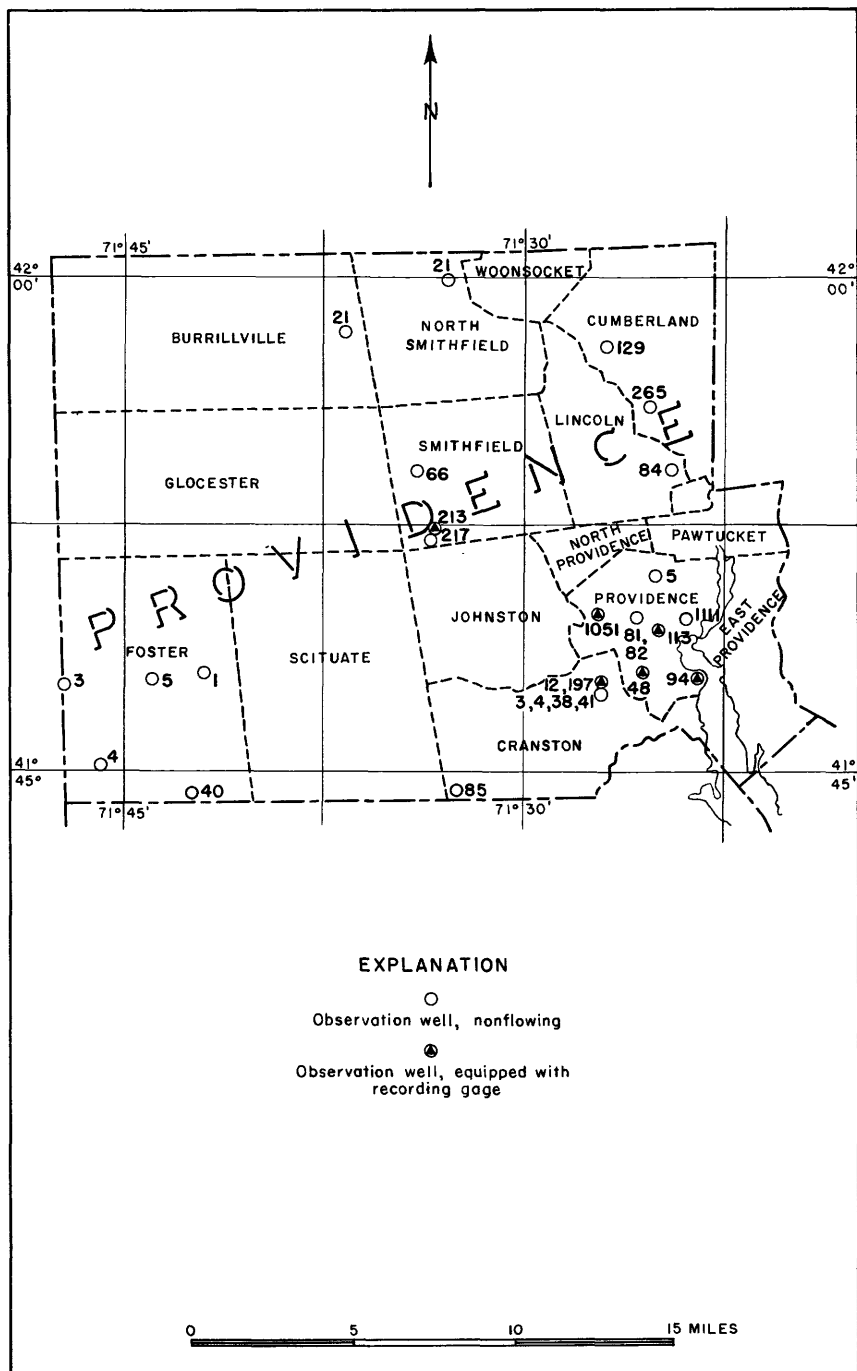 N
71° 45'
71° 30'
42° 00'
42° 00'
21
WOONSOCKET
21
BURRILLVILLE
NORTH SMITHFIELD
CUMBERLAND
129
265
LINCOLN
SMITHFIELD
66
84
GLOCESTER
213
217
PROVIDENCE
NORTH PROVIDENCE
PAWTUCKET
5
JOHNSTON
PROVIDENCE
1051
81, 82
113
1111
EAST PROVIDENCE
FOSTER
SCITUATE
3
5
1
12,197
3,4,38,41
48
94
CRANSTON
4
40
85
41° 45'
41° 45'
71° 45'
71° 30'
EXPLANATION
Observation well, nonflowing
Observation well, equipped with
recording gage
0 5 10 15 MILES